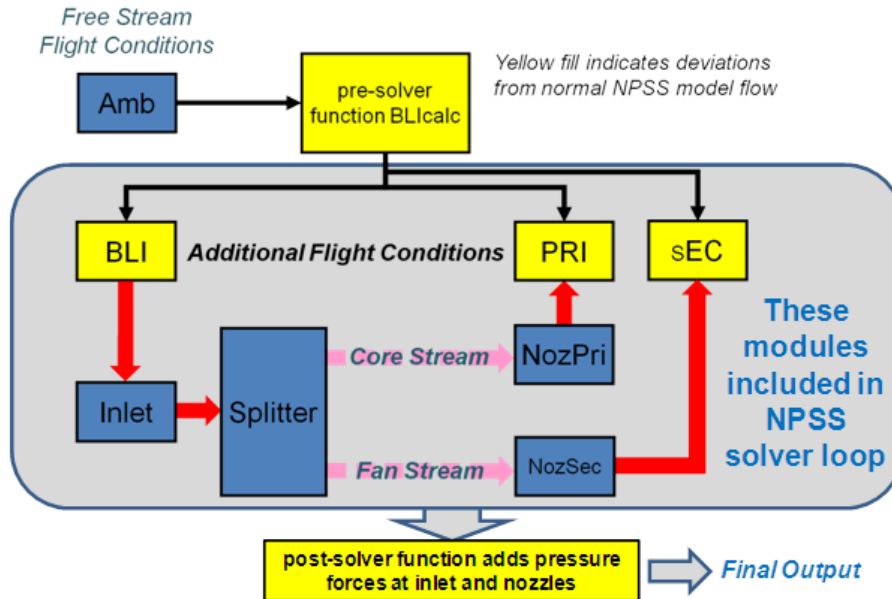 Free Stream
Flight Conditions
Amb
pre-solver
function BLIcalc
Yellow fill indicates deviations
from normal NPSS model flow
BLI
Additional Flight Conditions
PRI
sEC
Inlet
Splitter
Core Stream
NozPri
Fan Stream
NozSec
These
modules
included in
NPSS
solver loop
post-solver function adds pressure
forces at inlet and nozzles
Final Output